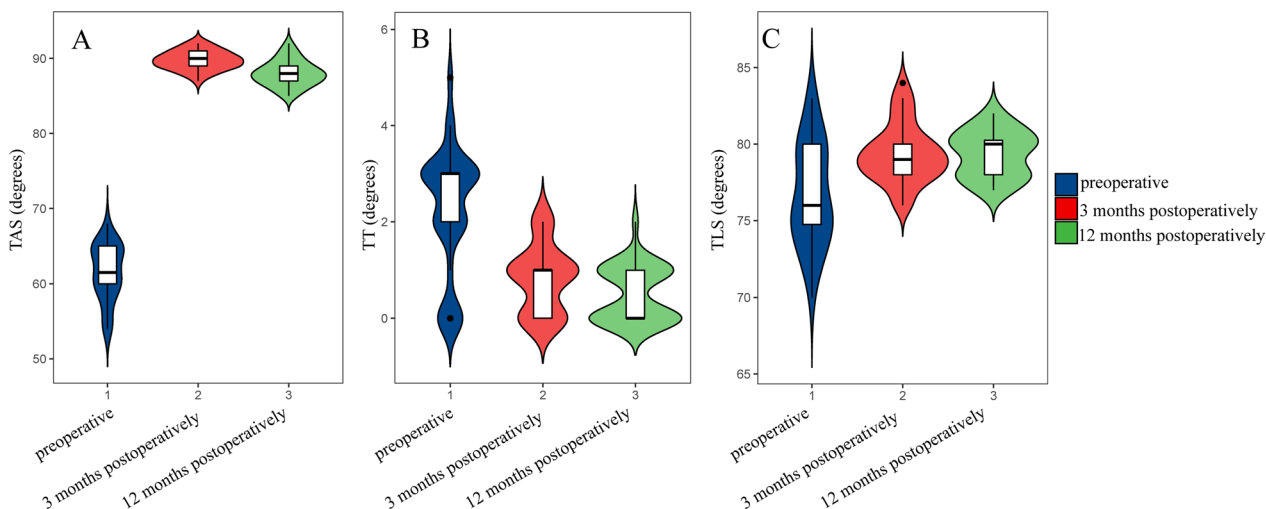 A
TAS (degrees)
90
80
70
60
50
1
2
3
preoperative
3 months postoperatively
12 months postoperatively
B
TT (degrees)
6
4
2
0
1
2
3
preoperative
3 months postoperatively
12 months postoperatively
C
TLS (degrees)
85
80
75
70
65
1
2
3
preoperative
3 months postoperatively
12 months postoperatively
preoperative
3 months postoperatively
12 months postoperatively